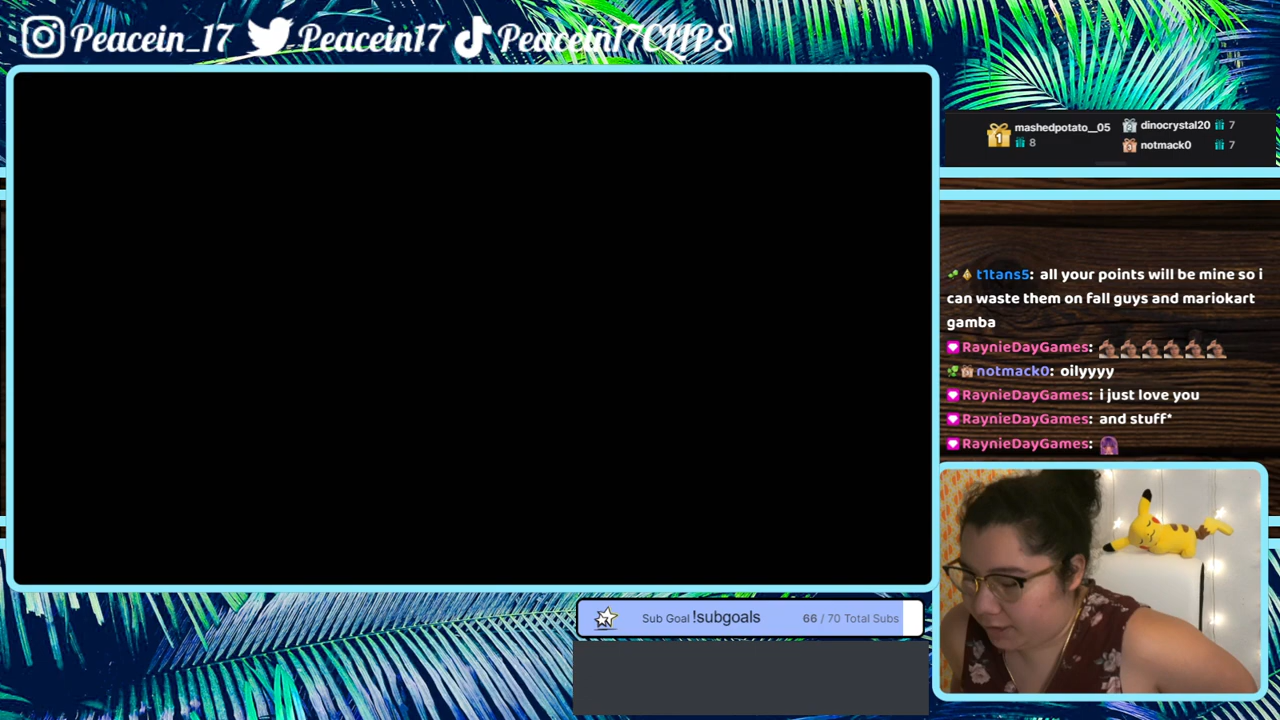 Peacein_17 Peacein17 Peacein17CLIPS
mashedpotato__05
8
dinocrystal20 7
notmack0 7
t1tans5: all your points will be mine so i
can waste them on fall guys and mariokart
gamba
RaynieDayGames:
notmack0: oilyyyy
RaynieDayGames: i just love you
RaynieDayGames: and stuff*
RaynieDayGames:
Sub Goal !subgoals 66 / 70 Total Subs